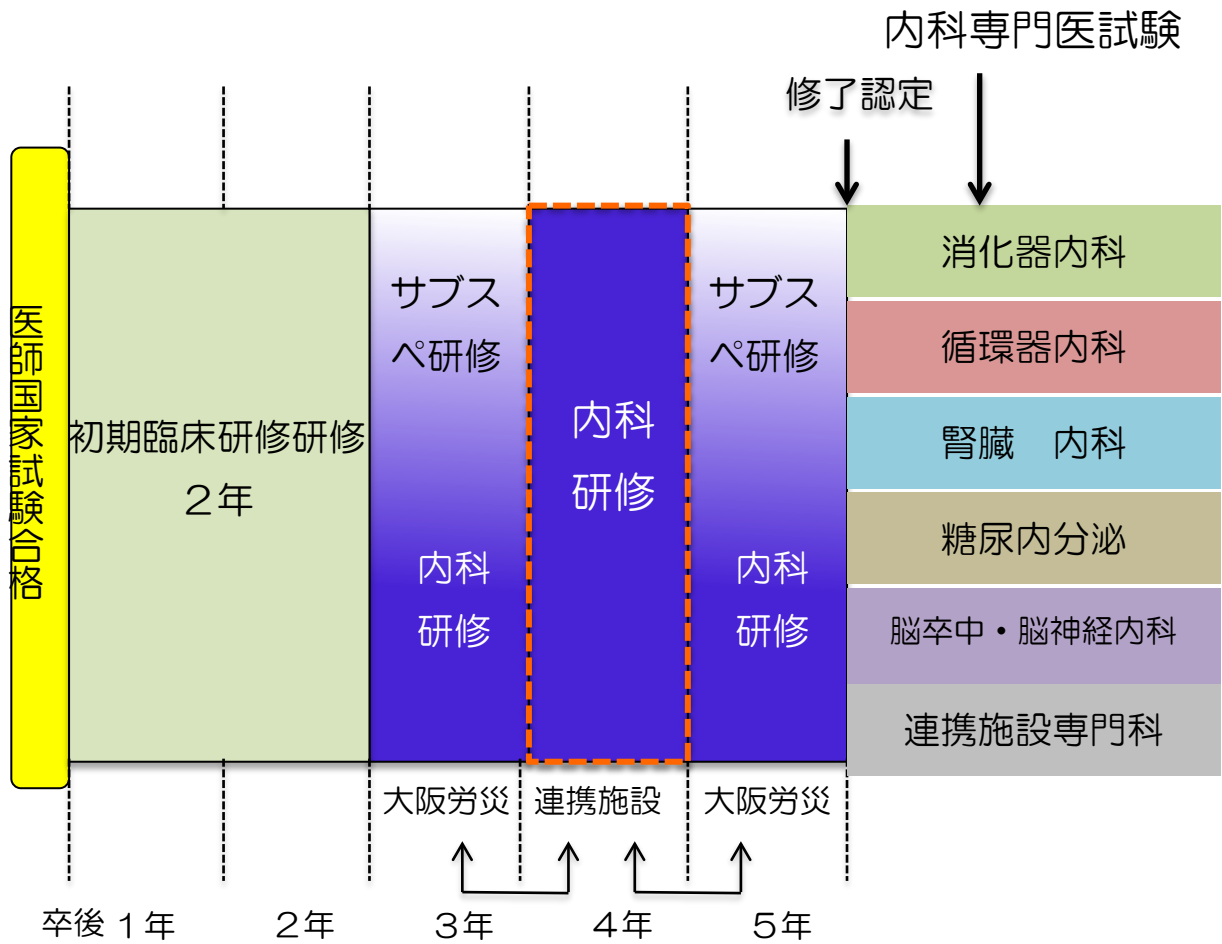 内科専門医試験
修了認定
医師国家試験合格
初期臨床研修研修
２年
サブス
ペ研修
内科
研修
内科
研修
サブス
ペ研修
内科
研修
消化器内科
循環器内科
腎臓　内科
糖尿内分泌
脳卒中・脳神経内科
連携施設専門科
大阪労災
連携施設
大阪労災
卒後 １年
２年
３年
４年
５年